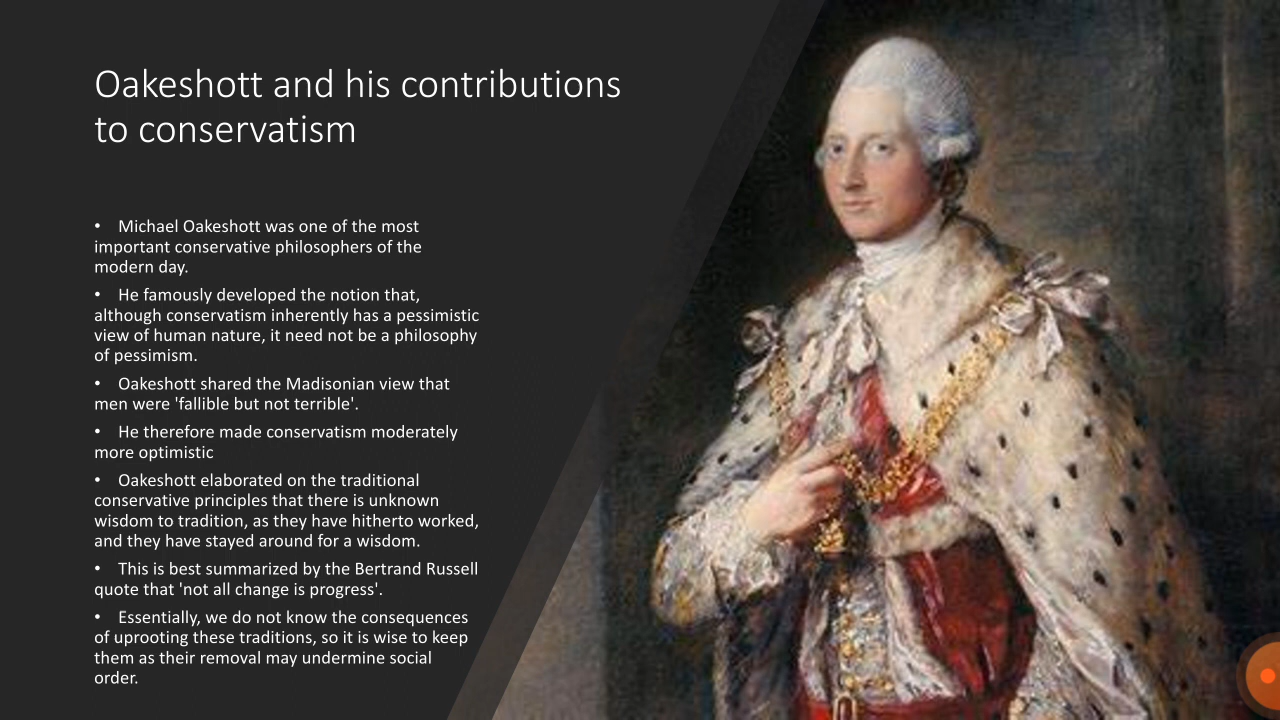 Oakeshott and his contributions
to conservatism
• Michael Oakeshott was one of the most
important conservative philosophers of the
modern day.
• He famously developed the notion that,
although conservatism inherently has a pessimistic
view of human nature, it need not be a philosophy
of pessimism.
• Oakeshott shared the Madisonian view that
men were 'fallible but not terrible'.
• He therefore made conservatism moderately
more optimistic
• Oakeshott elaborated on the traditional
conservative principles that there is unknown
wisdom to tradition, as they have hitherto worked,
and they have stayed around for a wisdom.
• This is best summarized by the Bertrand Russell
quote that 'not all change is progress'.
• Essentially, we do not know the consequences
of uprooting these traditions, so it is wise to keep
them as their removal may undermine social
order.